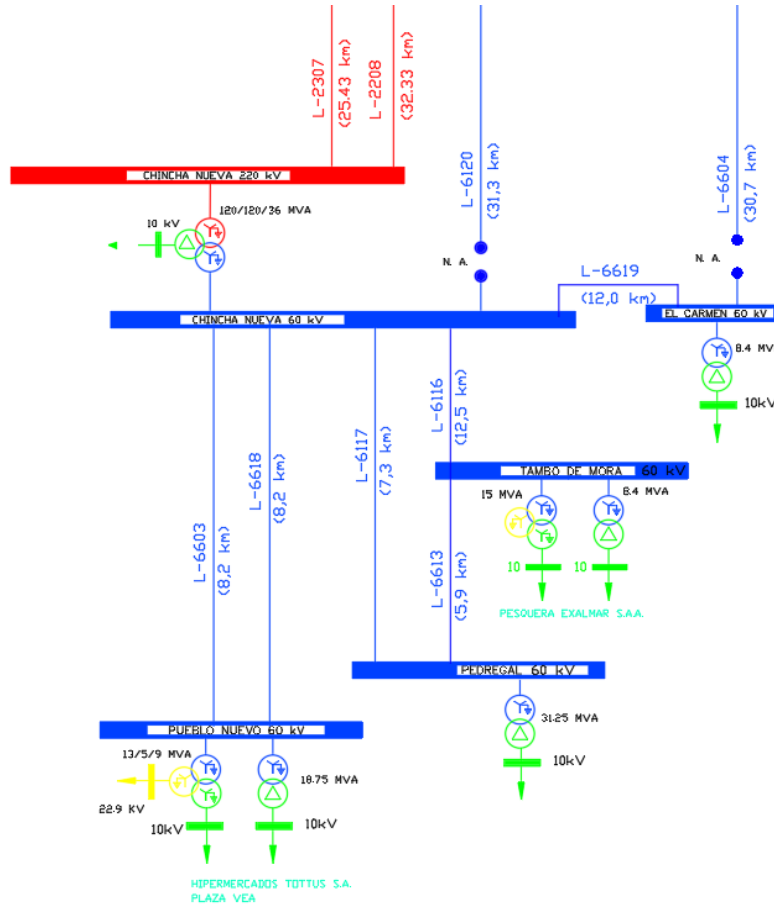 L-2307
(25.43 km)
L-2208
(32.33 km)
L-6120
(31,3 km)
L-6604
(30,7 km)
CHINCHA NUEVA 220 kV
120/120/36 MVA
10 kV
N. A.
N. A.
L-6619
(12,0 km)
CHINCHA NUEVA 60 kV
EL CARMEN 60 kV
8.4 MV
10kV
L-6603
(8,2 km)
L-6618
(8,2 km)
L-6117
(7,3 km)
L-6116
(12,5 km)
TAMBO DE MORA 60 kV
15 MVA
8.4 MVA
10
10
PESQUERA EXALMAR S.A.A.
L-6613
(5,9 km)
PEDREGAL 60 kV
31.25 MVA
10kV
PUEBLO NUEVO 60 kV
13/5/9 MVA
18.75 MVA
22.9 KV
10kV
10kV
HIPERMERCADOS TOTTUS S.A.
PLAZA VEA